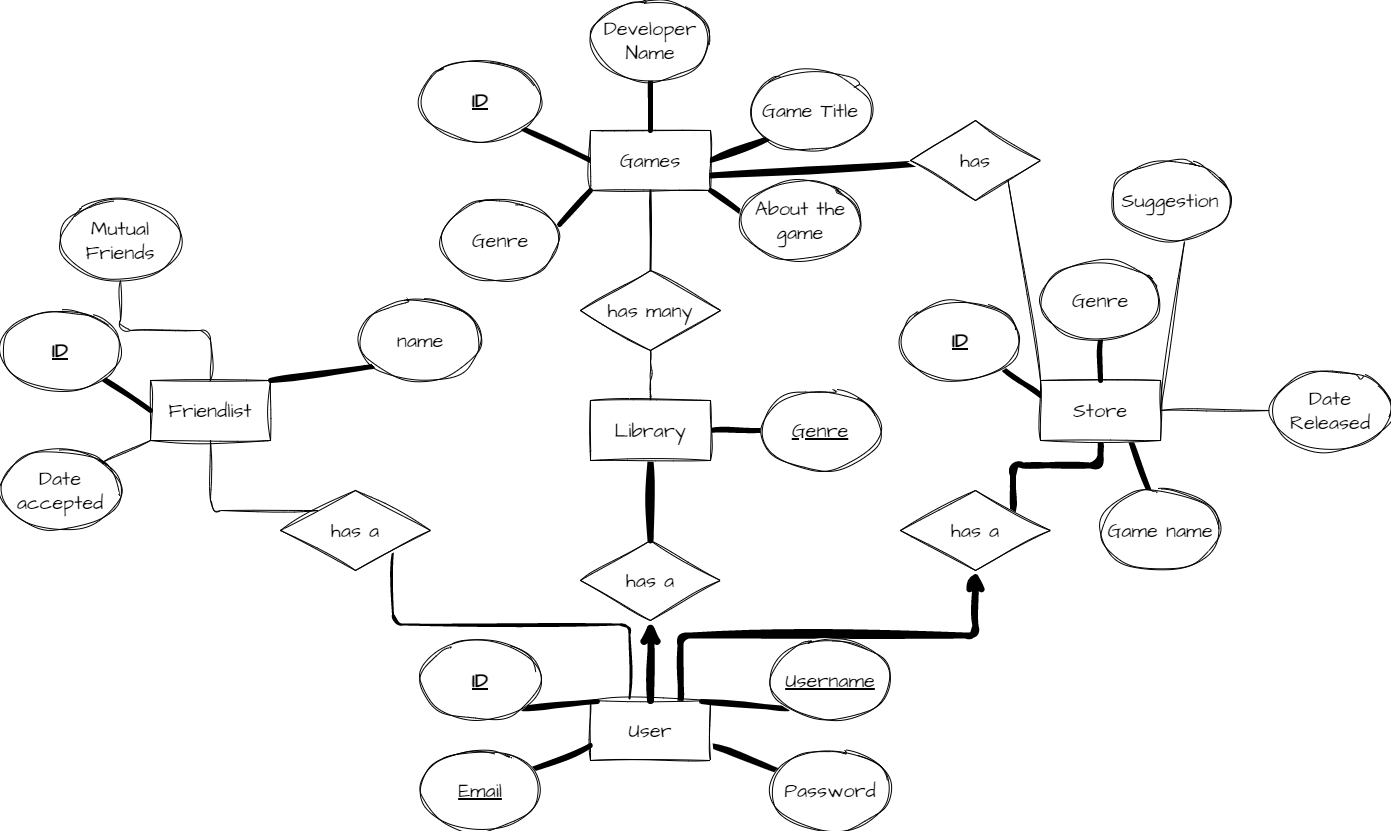 Developer
Name
ID
Game Title
Games
has
About the
game
Genre
Suggestion
Mutual
Friends
Genre
has many
ID
name
ID
Friendlist
Store
Date
Released
Library
Genre
Date
accepted
has a
has a
Game name
has a
ID
Username
User
Email
Password